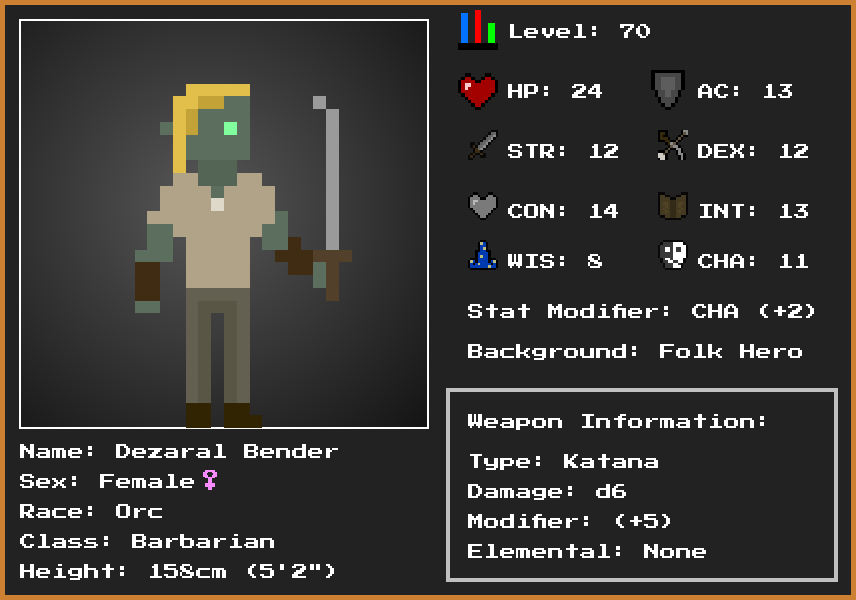 Level: 70
HP: 24
AC: 13
STR: 12
DEX: 12
CON: 14
INT: 13
WIS: 8
CHA: 11
Stat Modifier: CHA (+2)
Background: Folk Hero
Weapon Information:
Type: Katana
Damage: d6
Modifier: (+5)
Elemental: None
Name: Dezaral Bender
Sex: Female♀
Race: Orc
Class: Barbarian
Height: 158cm (5'2")